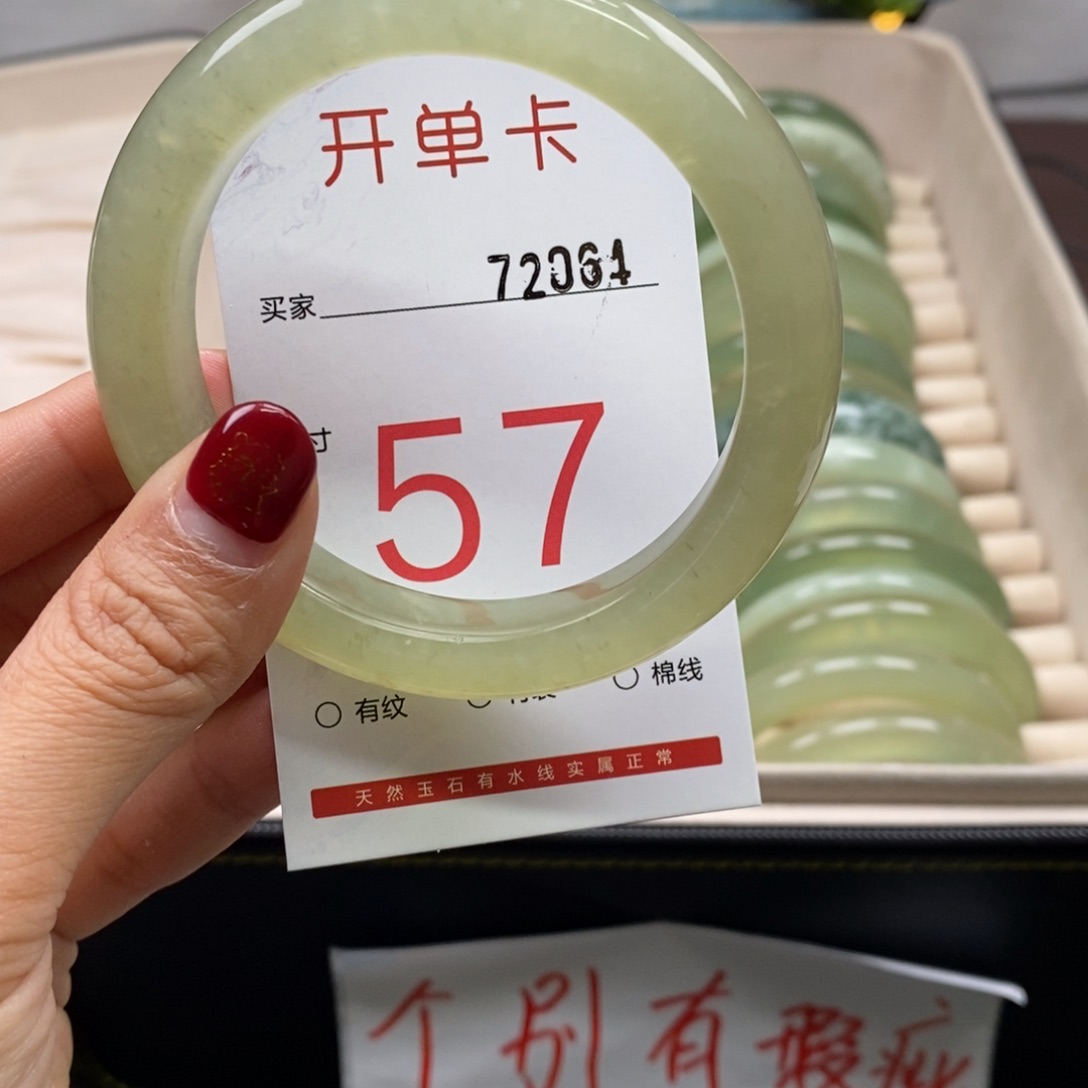 开单卡
72061
买家
寸
57
有纹
棉线
天然玉石有水线实属正常
个别有瑕疵